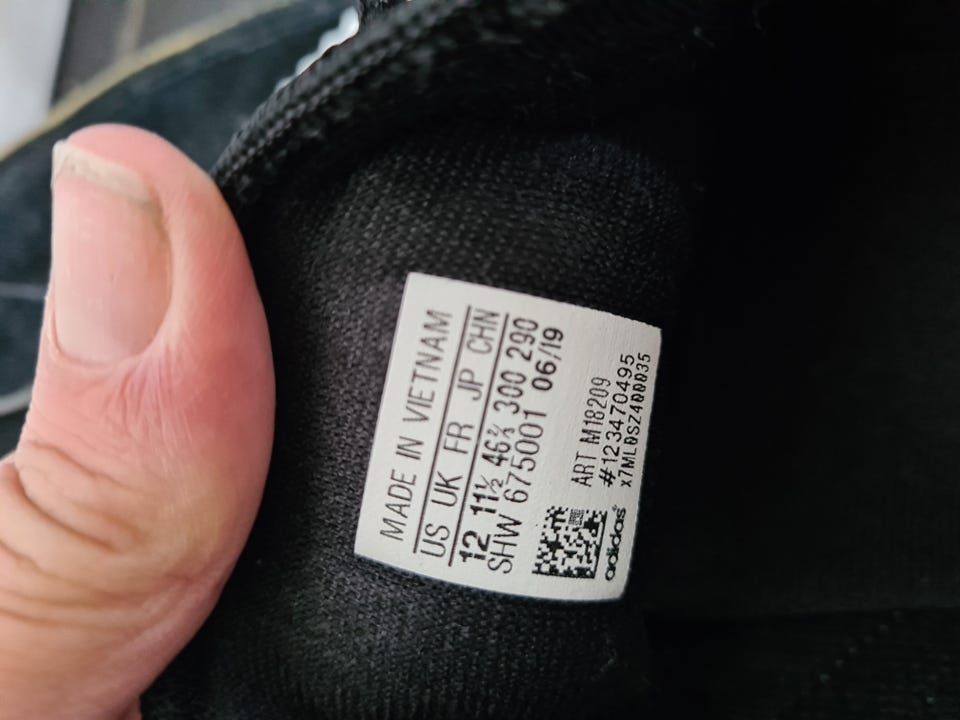 MADE IN VIETNAM
US UK FR JP CHN
12 11½ 46⅔ 300 290
SHW 675001 06/19
ART M18209
#123470495
x7ML0SZ400035
adidas